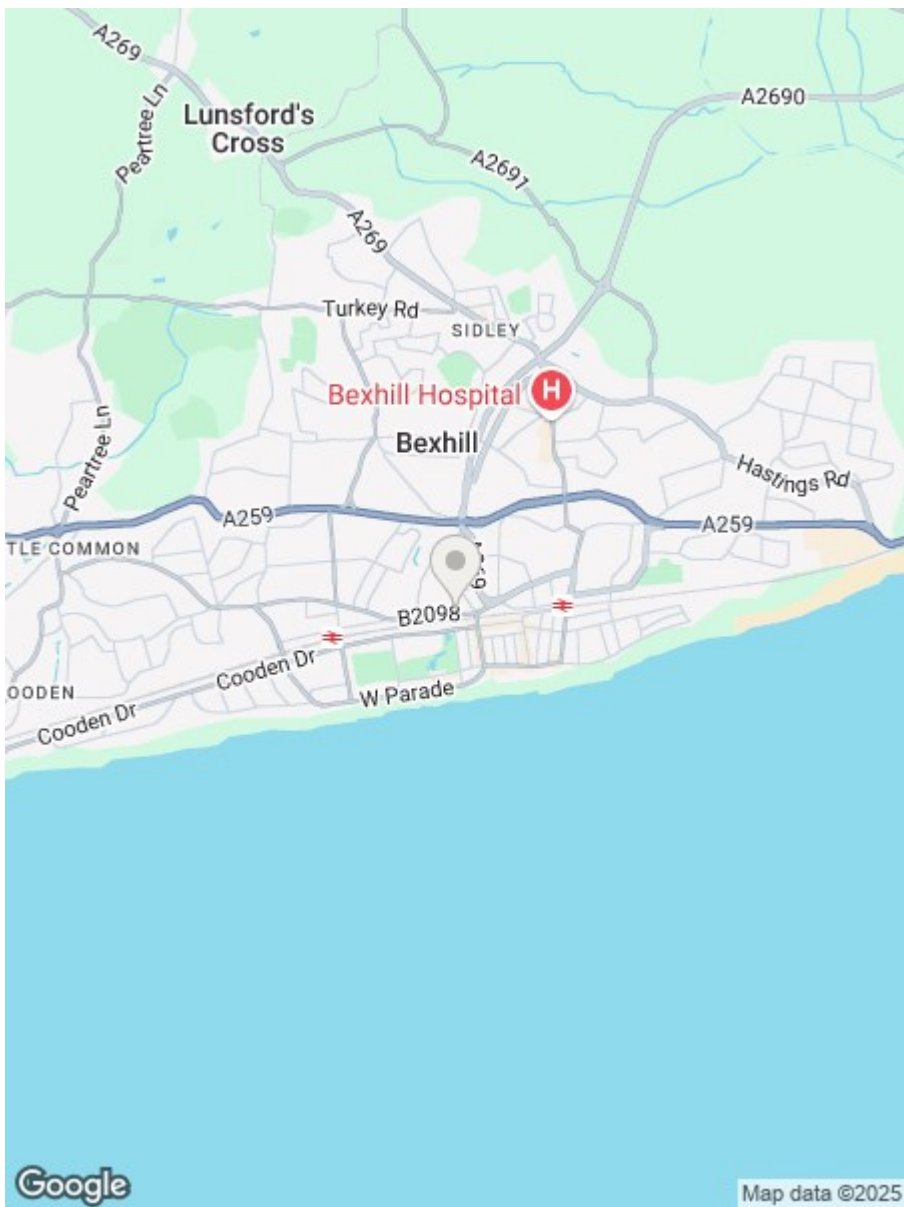 A269
Lunsford's
Cross
A2690
Peartree Ln
A2691
A269
Turkey Rd
SIDLEY
Bexhill Hospital
H
Bexhill
Peartree Ln
Hastings Rd
A259
A259
TLE COMMON
A269
B2098
Cooden Dr
OODEN
W Parade
Cooden Dr
Google
Map data ©2025